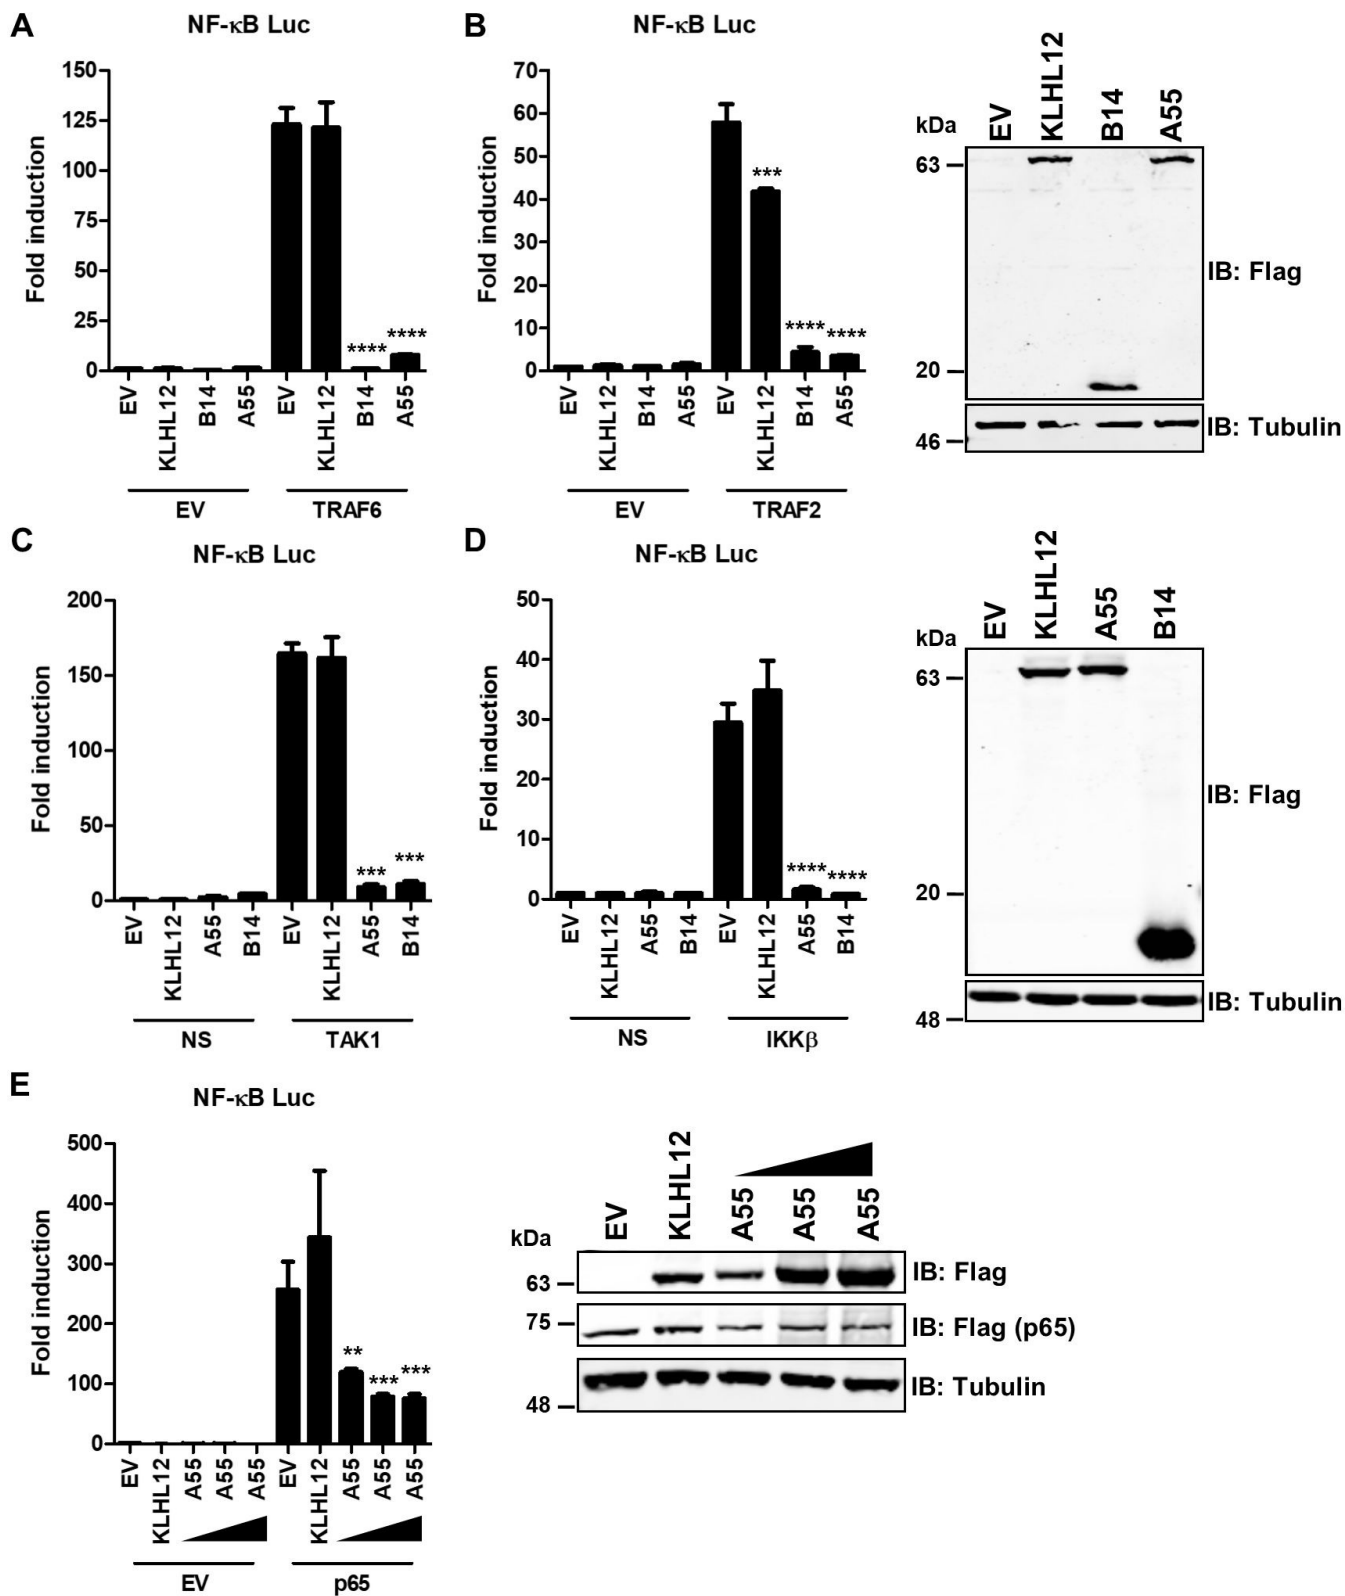 A
NF-κB Luc
Fold induction
150
125
100
75
50
25
0
EV
KLHL12
B14
A55
EV
KLHL12
B14
A55
****
****
EV
TRAF6
B
NF-κB Luc
Fold induction
70
60
50
40
30
20
10
0
EV
KLHL12
B14
A55
EV
KLHL12
B14
A55
***
****
****
EV
TRAF2
kDa
EV
KLHL12
B14
A55
63
20
IB: Flag
46
IB: Tubulin
C
NF-κB Luc
Fold induction
200
150
100
50
0
EV
KLHL12
A55
B14
EV
KLHL12
A55
B14
***
***
NS
TAK1
D
NF-κB Luc
Fold induction
50
40
30
20
10
0
EV
KLHL12
A55
B14
EV
KLHL12
A55
B14
****
****
NS
IKKβ
kDa
EV
KLHL12
A55
B14
63
20
IB: Flag
48
IB: Tubulin
E
NF-κB Luc
Fold induction
500
400
300
200
100
0
EV
KLHL12
A55
A55
A55
EV
KLHL12
A55
A55
A55
**
***
***
EV
p65
kDa
EV
KLHL12
A55
A55
A55
63
IB: Flag
75
IB: Flag (p65)
48
IB: Tubulin